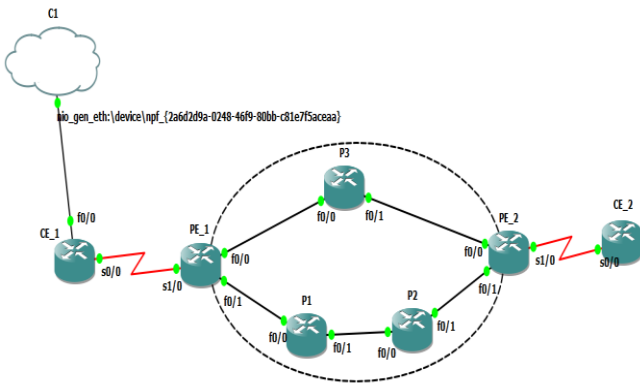 C1
nio_gen_eth:\device\npf_{2a6d2d9a-0248-46f9-80bb-c81e7f5aceaa}
P3
f0/0
f0/1
f0/0
CE_1
s0/0
PE_1
s1/0
f0/0
f0/1
PE_2
f0/0
f0/1
s1/0
CE_2
s0/0
P1
f0/0
f0/1
P2
f0/0
f0/1